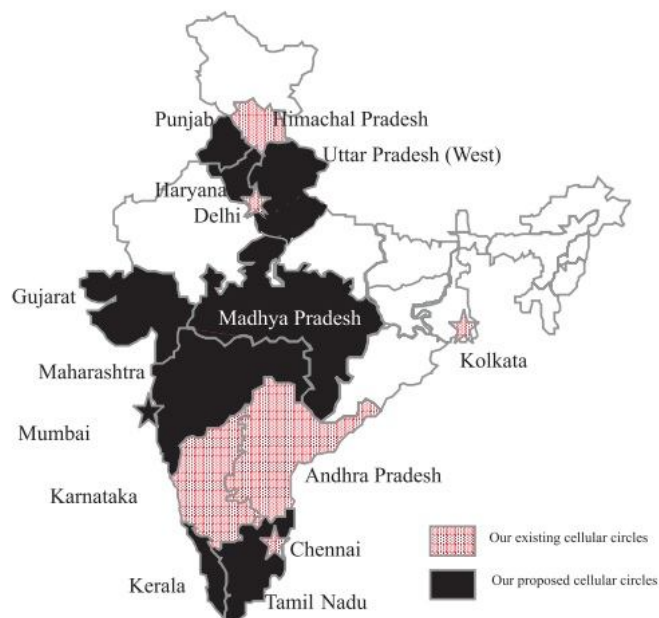 Punjab
Himachal Pradesh
Uttar Pradesh (West)
Haryana
Delhi
Gujarat
Madhya Pradesh
Kolkata
Maharashtra
Mumbai
Andhra Pradesh
Karnataka
Our existing cellular circles
Chennai
Our proposed cellular circles
Kerala
Tamil Nadu